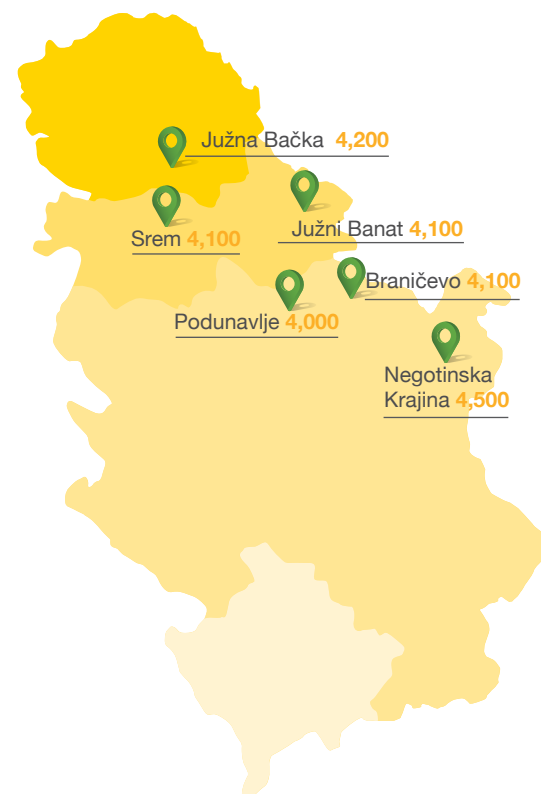 Južna Bačka 4,200
Srem 4,100
Južni Banat 4,100
Braničevo 4,100
Podunavlje 4,000
Negotinska
Krajina 4,500